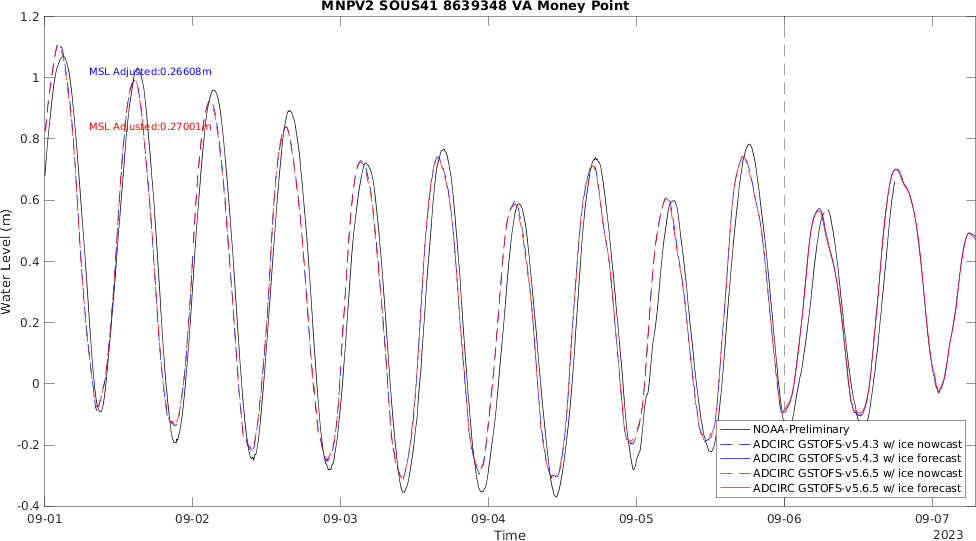 MNPV2 SOUS41 8639348 VA Money Point
1.2
1
0.8
0.6
0.4
0.2
0
-0.2
-0.4
Water Level (m)
MSL Adjusted:0.26608m
MSL Adjusted:0.27001m
NOAA-Preliminary
ADCIRC GSTOFS-v5.4.3 w/ ice nowcast
ADCIRC GSTOFS-v5.4.3 w/ ice forecast
ADCIRC GSTOFS-v5.6.5 w/ ice nowcast
ADCIRC GSTOFS-v5.6.5 w/ ice forecast
09-01 09-02 09-03 09-04 09-05 09-06 09-07
Time
2023